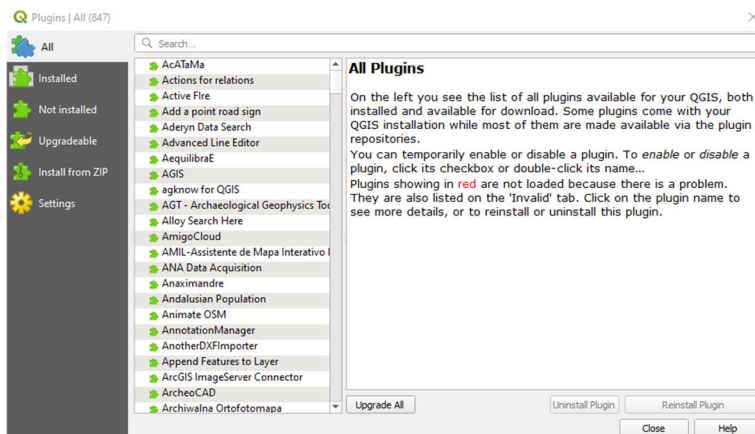 Plugins | All (847)
All
Installed
Not installed
Upgradeable
Install from ZIP
Settings
Search...
AcATaMa
Actions for relations
Active FIre
Add a point road sign
Aderyn Data Search
Advanced Line Editor
AequilibraE
AGIS
agknow for QGIS
AGT - Archaeological Geophysics Too
Alloy Search Here
AmigoCloud
AMIL-Assistente de Mapa Interativo
ANA Data Acquisition
Anaximandre
Andalusian Population
Animate OSM
AnnotationManager
AnotherDXFImporter
Append Features to Layer
ArcGIS ImageServer Connector
ArcheoCAD
Archiwalna Ortofotomapa
All Plugins
On the left you see the list of all plugins available for your QGIS, both
installed and available for download. Some plugins come with your
QGIS installation while most of them are made available via the plugin
repositories.
You can temporarily enable or disable a plugin. To enable or disable a
plugin, click its checkbox or double-click its name...
Plugins showing in red are not loaded because there is a problem.
They are also listed on the 'Invalid' tab. Click on the plugin name to
see more details, or to reinstall or uninstall this plugin.
Upgrade All
Uninstall Plugin
Reinstall Plugin
Close
Help